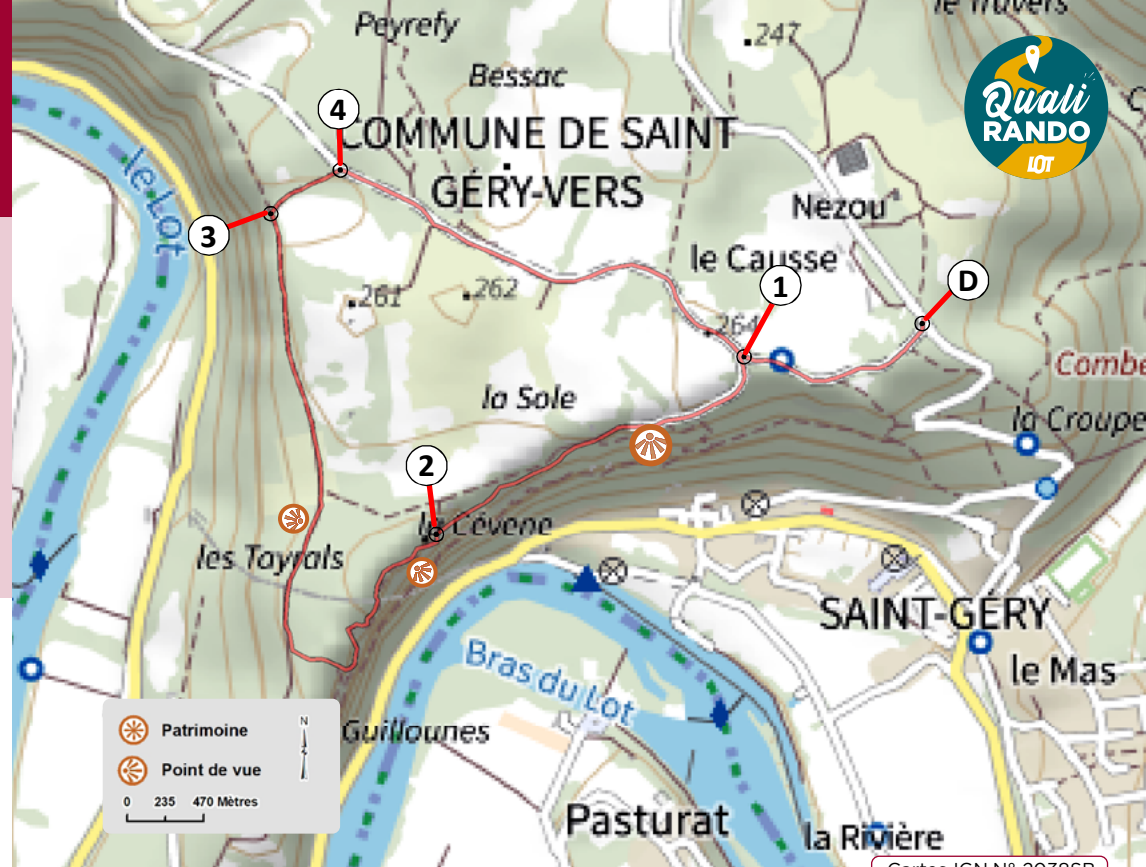 le Travers
Peyrefy
247
Bessac
Quali
RANDO
LOT
4
COMMUNE DE SAINT
GÉRY-VERS
le Lot
Nézou
3
le Causse
D
1
261
262
264
Combe
la Sole
la Croupe
2
le Cévene
les Tayrals
SAINT-GÉRY
Bras du Lot
le Mas
Patrimoine
N
Guillounes
Point de vue
0 235 470 Mètres
Pasturat
la Rivière